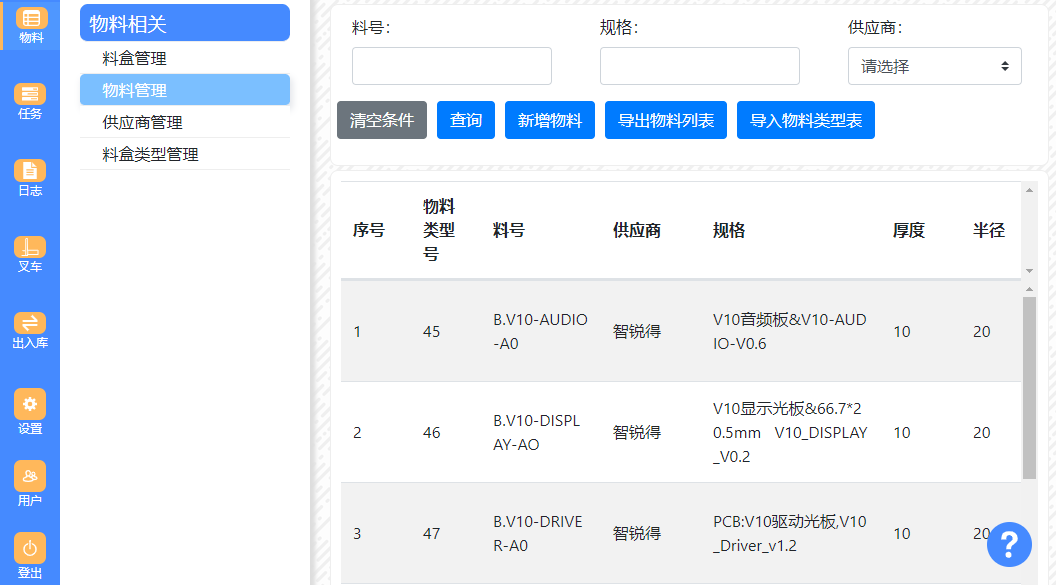 物料
任务
日志
叉车
出入库
设置
用户
登出
物料相关
料盒管理
物料管理
供应商管理
料盒类型管理
料号:
规格:
供应商:
请选择
清空条件
查询
新增物料
导出物料列表
导入物料类型表
序号
物料
类型
号
料号
供应商
规格
厚度
半径
1
45
B.V10-AUDIO
-A0
智锐得
V10音频板&V10-AUD
IO-V0.6
10
20
2
46
B.V10-DISPL
AY-AO
智锐得
V10显示光板&66.7*2
0.5mm V10_DISPLAY
_V0.2
10
20
3
47
B.V10-DRIVE
R-A0
智锐得
PCB:V10驱动光板,V10
_Driver_v1.2
10
20
?